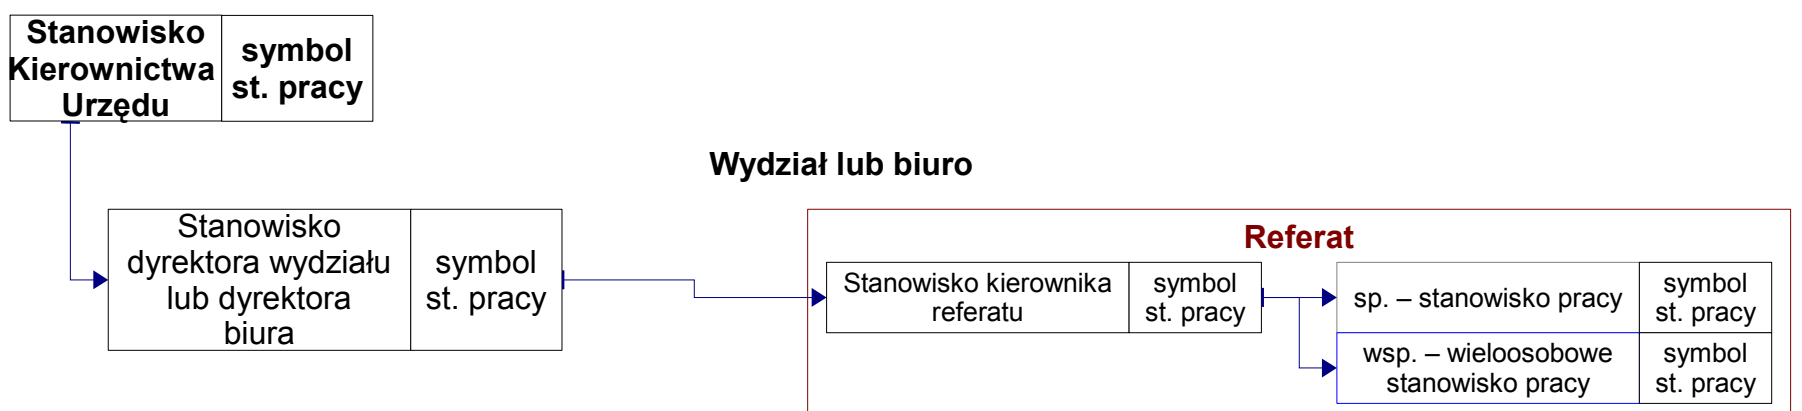 Stanowisko
Kierownictwa
Urzędu
symbol
st. pracy
Wydział lub biuro
Stanowisko
dyrektora wydziału
lub dyrektora
biura
symbol
st. pracy
Referat
Stanowisko kierownika
referatu
symbol
st. pracy
sp. – stanowisko pracy
symbol
st. pracy
wsp. – wieloosobowe
stanowisko pracy
symbol
st. pracy